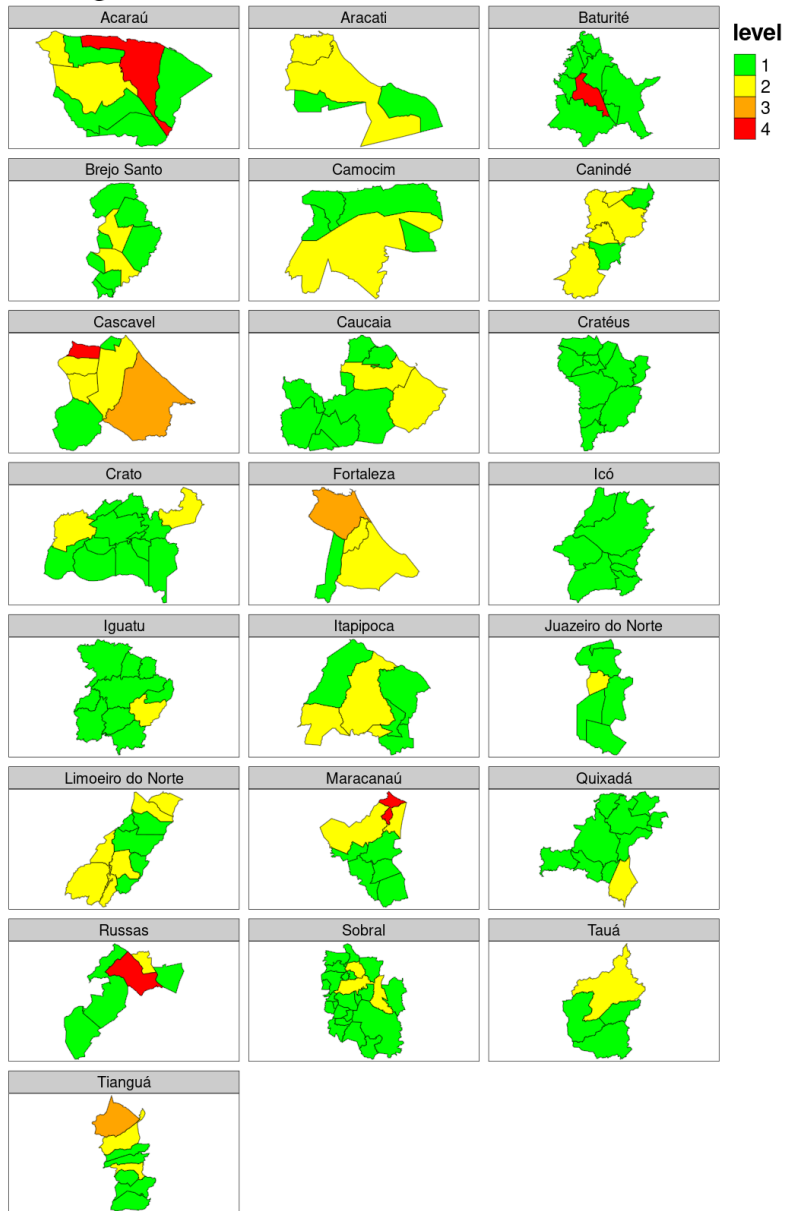 Acaraú
Aracati
Baturité
level
1
2
3
4
Brejo Santo
Camocim
Canindé
Cascavel
Caucaia
Cratéus
Crato
Fortaleza
Icó
Iguatu
Itapipoca
Juazeiro do Norte
Limoeiro do Norte
Maracanaú
Quixadá
Russas
Sobral
Tauá
Tianguá